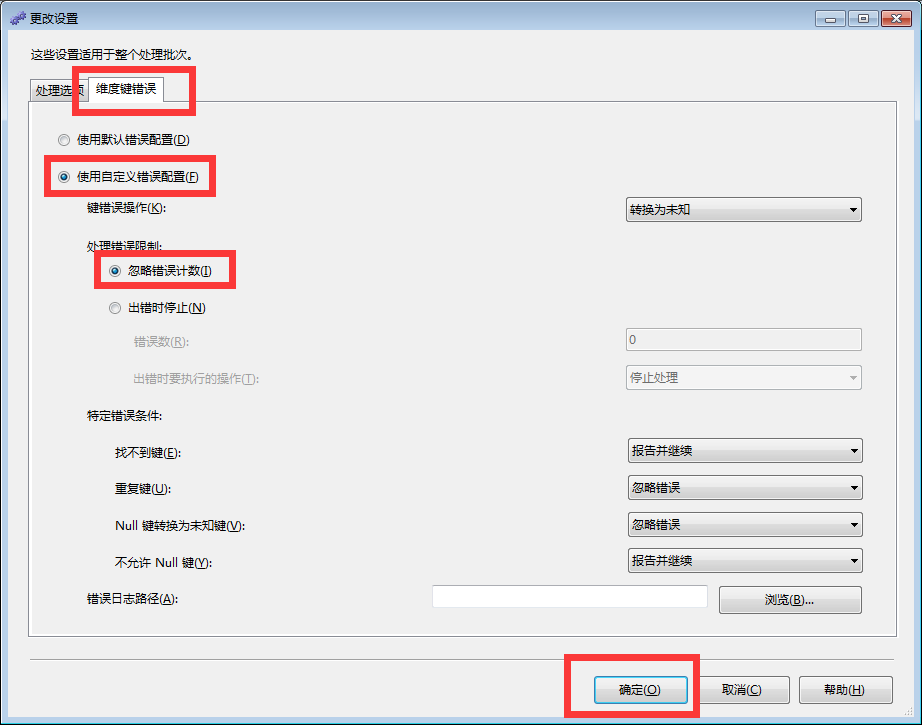 更改设置
这些设置适用于整个处理批次。
处理选项 维度键错误
使用默认错误配置(D)
使用自定义错误配置(F)
键错误操作(K): 转换为未知
处理错误限制:
忽略错误计数(I)
出错时停止(N)
错误数(R): 0
出错时要执行的操作(T): 停止处理
特定错误条件:
找不到键(E): 报告并继续
重复键(U): 忽略错误
Null 键转换为未知键(V): 忽略错误
不允许 Null 键(Y): 报告并继续
错误日志路径(A): 浏览(B)...
确定(O) 取消(C) 帮助(H)